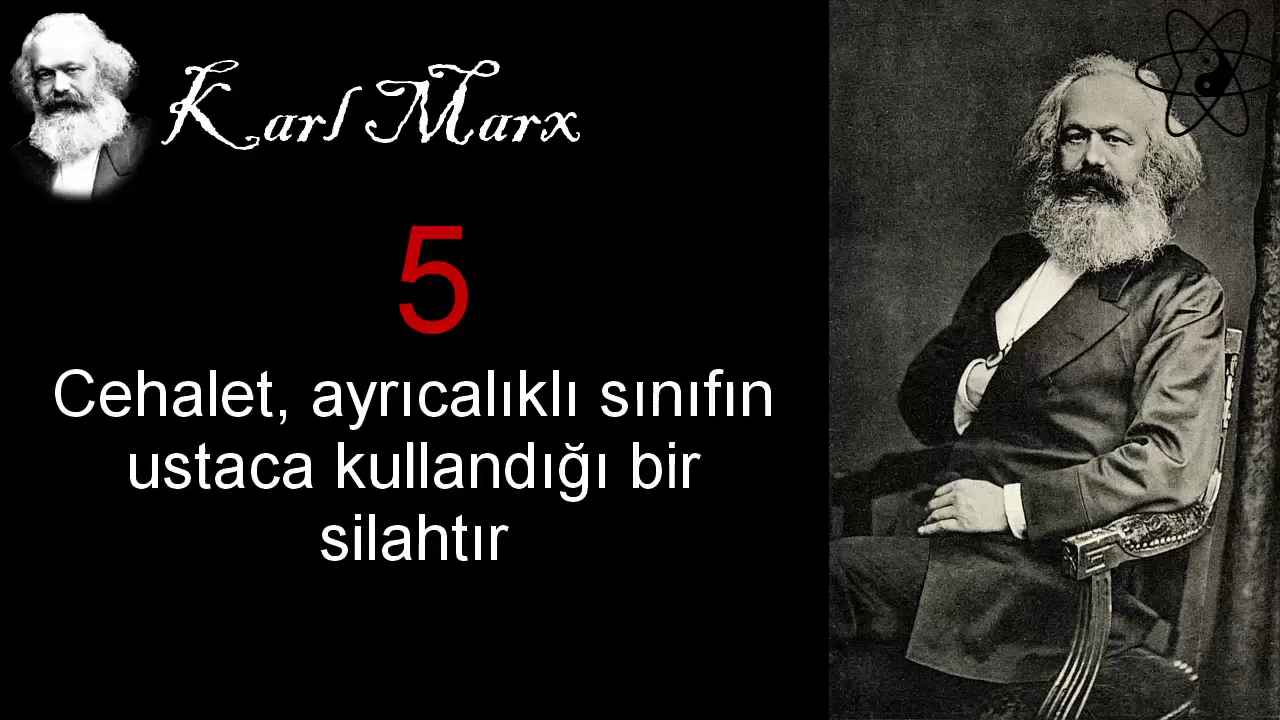 Karl Marx
5
Cehalet, ayrıcalıklı sınıfın
ustaca kullandığı bir
silahtır